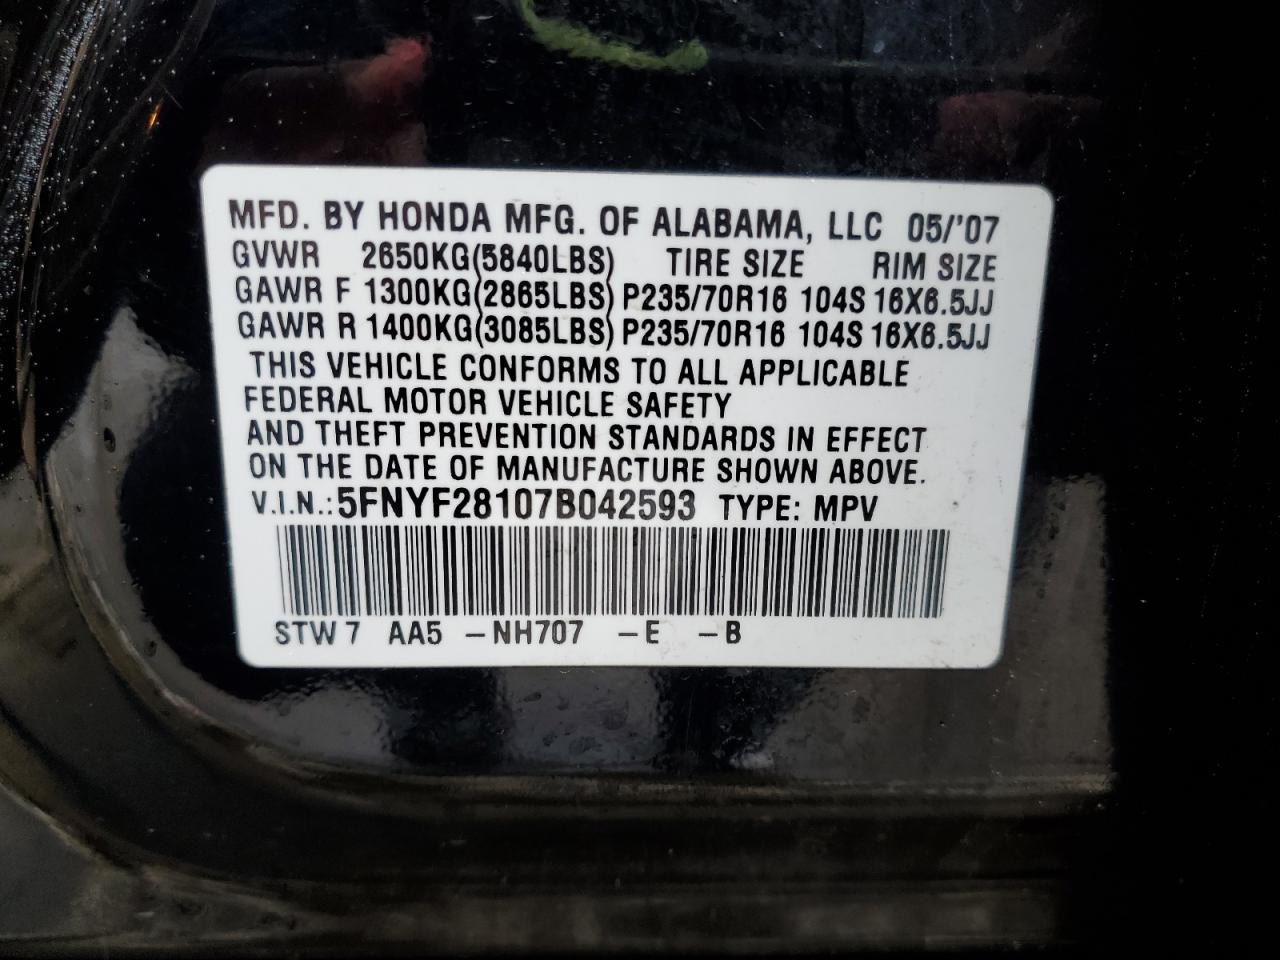 MFD. BY HONDA MFG. OF ALABAMA, LLC 05/'07
GVWR 2650KG(5840LBS) TIRE SIZE RIM SIZE
GAWR F 1300KG(2865LBS) P235/70R16 104S 16X6.5JJ
GAWR R 1400KG(3085LBS) P235/70R16 104S 16X6.5JJ
THIS VEHICLE CONFORMS TO ALL APPLICABLE
FEDERAL MOTOR VEHICLE SAFETY
AND THEFT PREVENTION STANDARDS IN EFFECT
ON THE DATE OF MANUFACTURE SHOWN ABOVE.
V.I.N.: 5FNYF28107B042593 TYPE: MPV
STW7 AA5 -NH707 -E -B